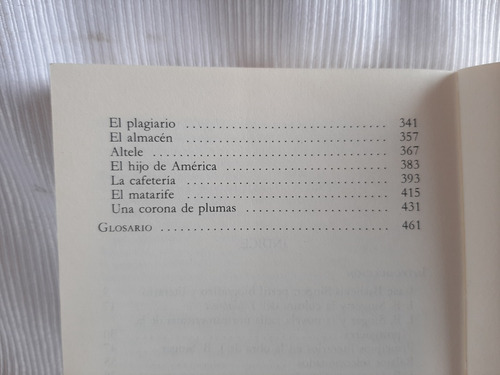 El plagiario ........................................ 341
El almacén ........................................ 357
Altele ........................................ 367
El hijo de América ........................................ 383
La cafetería ........................................ 393
El matarife ........................................ 415
Una corona de plumas ........................................ 431
GLOSARIO ........................................ 461